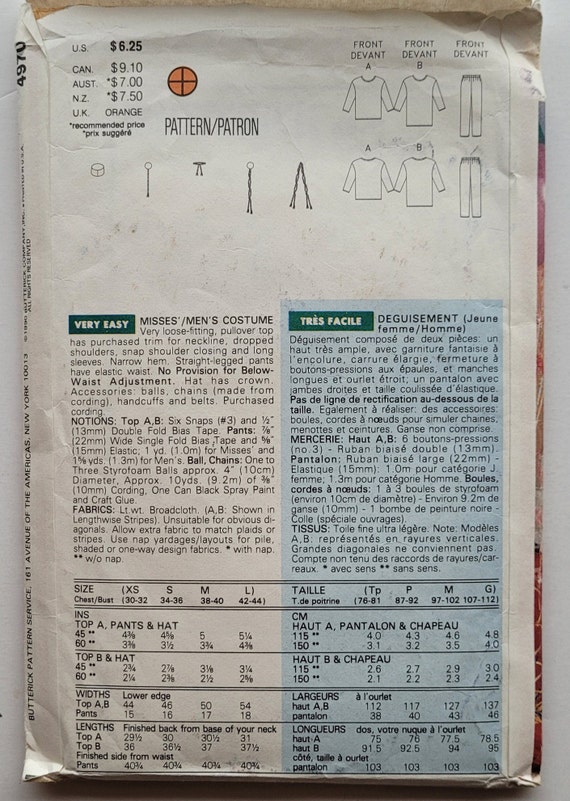 4970
© 1990 BUTTERICK COMPANY, INC.
ALL RIGHTS RESERVED
BUTTERICK PATTERN SERVICE, 161 AVENUE OF THE AMERICAS, NEW YORK, NEW YORK 10013
U.S. $6.25
CAN. $9.10
AUST. *$7.00
N.Z. *$7.50
U.K. ORANGE
*recommended price
*prix suggéré
PATTERN/PATRON
FRONT DEVANT A
FRONT DEVANT B
FRONT DEVANT
A B
VERY EASY MISSES'/MEN'S COSTUME
Very loose-fitting, pullover top
has purchased trim for neckline, dropped
shoulders, snap shoulder closing and long
sleeves. Narrow hem. Straight-legged pants
have elastic waist. No Provision for Below-
Waist Adjustment. Hat has crown.
Accessories: balls, chains (made from
cording), handcuffs and belts. Purchased
cording.
NOTIONS: Top A,B: Six Snaps (#3) and ½"
(13mm) Double Fold Bias Tape. Pants: ⅞"
(22mm) Wide Single Fold Bias Tape and ⅝"
(15mm) Elastic; 1 yd. (1.0m) for Misses' and
1⅜ yds. (1.3m) for Men's. Ball, Chains: One to
Three Styrofoam Balls approx. 4" (10cm)
Diameter, Approx. 10yds. (9.2m) of ⅜"
(10mm) Cording, One Can Black Spray Paint
and Craft Glue.
FABRICS: Lt wt. Broadcloth. (A,B: Shown in
Lengthwise Stripes). Unsuitable for obvious di-
agonals. Allow extra fabric to match plaids or
stripes. Use nap yardages/layouts for pile,
shaded or one-way design fabrics. * with nap.
** w/o nap.
TRÈS FACILE DEGUISEMENT (Jeune
femme/Homme)
Déguisement composé de deux pièces: un
haut très ample, avec garniture fantaisie à
l'encolure, carrure élargie, fermeture à
boutons-pressions aux épaules, et manches
longues et ourlet étroit; un pantalon avec
jambes droites et taille coulissée d'élastique.
Pas de ligne de rectification au-dessous de la
taille. Egalement à réaliser: des accessoires:
boules, cordes à nœuds pour simuler chaines,
menottes et ceintures. Ganse non comprise.
MERCERIE: Haut A,B: 6 boutons-pressions
(no.3) - Ruban biaisé double (13mm).
Pantalon: Ruban biaisé large (22mm) -
Elastique (15mm): 1.0m pour catégorie J.
femme; 1.3m pour catégorie Homme. Boules,
cordes à nœuds: 1 à 3 boules de styrofoam
(environ 10cm de diamètre) - Environ 9.2m de
ganse (10mm) - 1 bombe de peinture noire -
Colle (spéciale ouvrages).
TISSUS: Toile fine ultra légère. Note: Modèles
A,B: représentés en rayures verticales.
Grandes diagonales ne conviennent pas.
Compte non tenu des raccords de rayures/car-
reaux. * avec sens ** sans sens.
SIZE (XS S M L)
Chest/Bust (30-32 34-36 38-40 42-44)
INS
TOP A, PANTS & HAT
45 ** 4⅜ 4⅝ 5 5¼
60 ** 3⅜ 3½ 3¾ 4⅜
TOP B & HAT
45 ** 2¾ 2⅞ 3⅛ 3¼
60 ** 2¼ 2⅜ 2½ 2⅝
WIDTHS Lower edge
Top A,B 44 46 50 54
Pants 15 16 17 18
LENGTHS Finished back from base of your neck
Top A 29½ 30 30½ 31
Top B 36 36½ 37 37½
Finished side from waist
Pants 40¾ 40¾ 40¾ 40¾
TAILLE (Tp P M G)
T.de poitrine (76-81 87-92 97-102 107-112)
CM
HAUT A, PANTALON & CHAPEAU
115 ** 4.0 4.3 4.6 4.8
150 ** 3.1 3.2 3.5 4.0
HAUT B & CHAPEAU
115 ** 2.6 2.7 2.9 3.0
150 ** 2.1 2.2 2.3 2.4
LARGEURS à l'ourlet
haut A,B 112 117 127 137
pantalon 38 40 43 46
LONGUEURS dos, votre nuque à l'ourlet
haut A 75 76 77.5 78.5
haut B 91.5 92.5 94 95
côté, taille à ourlet
pantalon 103 103 103 103